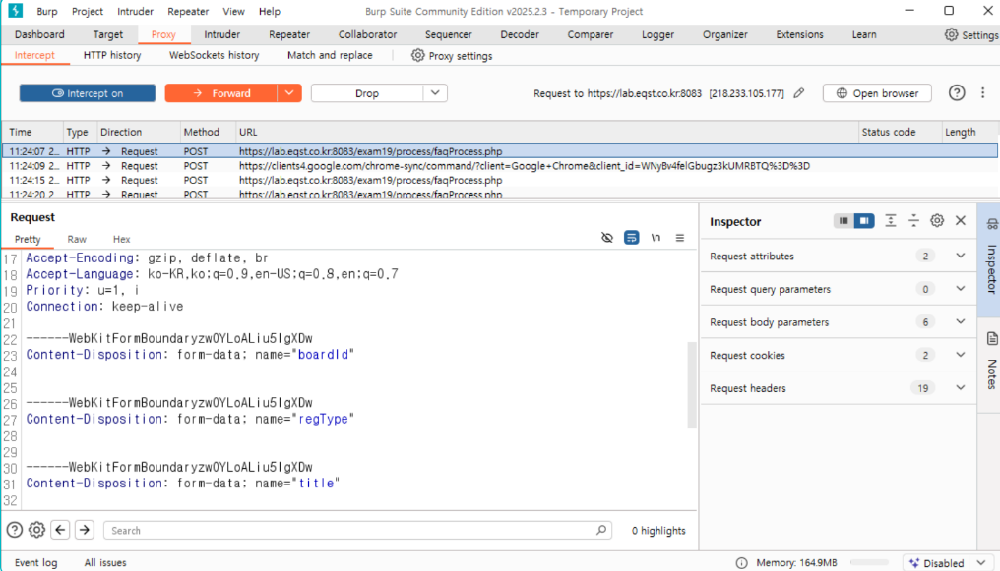 Burp Project Intruder Repeater View Help Burp Suite Community Edition v2025.2.3 - Temporary Project
Dashboard Target Proxy Intruder Repeater Collaborator Sequencer Decoder Comparer Logger Organizer Extensions Learn Settings
Intercept HTTP history WebSockets history Match and replace Proxy settings
Intercept on Forward Drop Request to https://lab.eqst.co.kr:8083 [218.233.105.177] Open browser
Time Type Direction Method URL Status code Length
11:24:07 2... HTTP → Request POST https://lab.eqst.co.kr:8083/exam19/process/faqProcess.php
11:24:09 2... HTTP → Request POST https://clients4.google.com/chrome-sync/command/?client=Google+Chrome&client_id=WNyBv4felGbugz3kUMRBTQ%3D%3D
11:24:15 2... HTTP → Request POST https://lab.eqst.co.kr:8083/exam19/process/faqProcess.php
11:24:20 2... HTTP → Request POST https://lab.eqst.co.kr:8083/exam19/process/faqProcess.php
Request
Pretty Raw Hex \n
17 Accept-Encoding: gzip, deflate, br
18 Accept-Language: ko-KR,ko;q=0.9,en-US;q=0.8,en;q=0.7
19 Priority: u=1, i
20 Connection: keep-alive
21
22 ------WebKitFormBoundaryzw0YLoALiu5IgXDw
23 Content-Disposition: form-data; name="boardId"
24
25
26 ------WebKitFormBoundaryzw0YLoALiu5IgXDw
27 Content-Disposition: form-data; name="regType"
28
29
30 ------WebKitFormBoundaryzw0YLoALiu5IgXDw
31 Content-Disposition: form-data; name="title"
32
Search 0 highlights
Inspector
Request attributes 2
Request query parameters 0
Request body parameters 6
Request cookies 2
Request headers 19
Inspector
Notes
Event log All issues Memory: 164.9MB Disabled